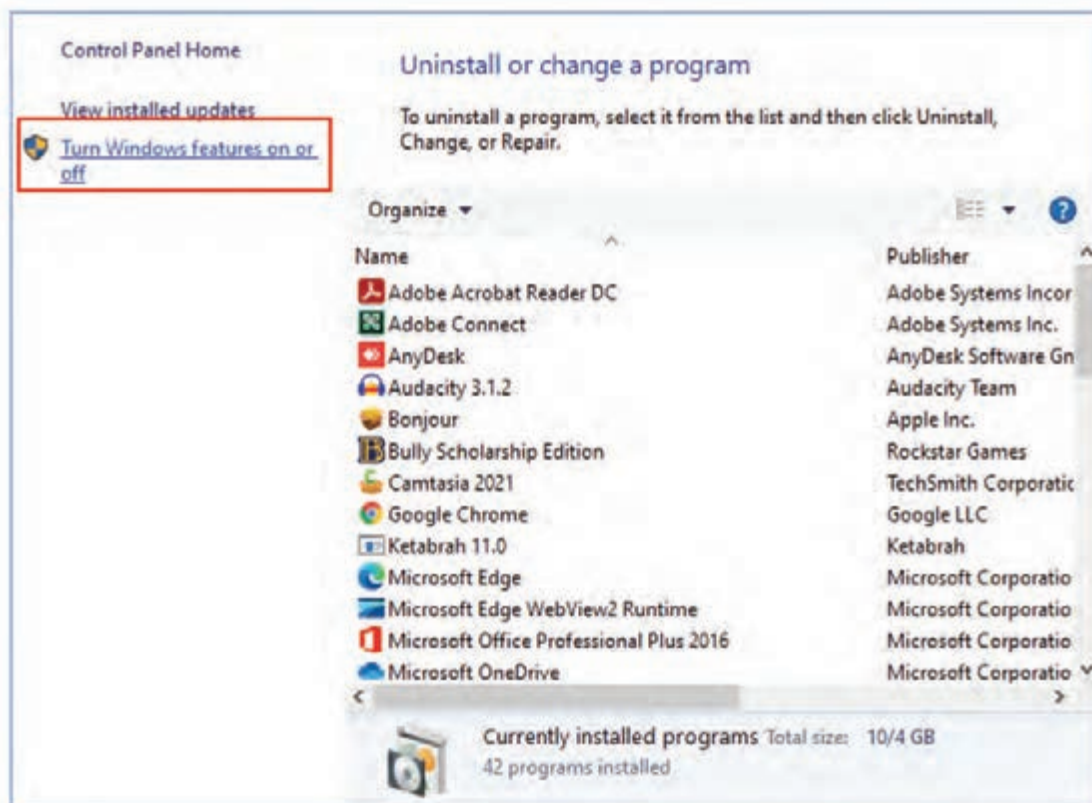 Control Panel Home
View installed updates
Turn Windows features on or
off
Uninstall or change a program
To uninstall a program, select it from the list and then click Uninstall,
Change, or Repair.
Organize
Name Publisher
Adobe Acrobat Reader DC Adobe Systems Incor
Adobe Connect Adobe Systems Inc.
AnyDesk AnyDesk Software Gn
Audacity 3.1.2 Audacity Team
Bonjour Apple Inc.
Bully Scholarship Edition Rockstar Games
Camtasia 2021 TechSmith Corporatic
Google Chrome Google LLC
Ketabrah 11.0 Ketabrah
Microsoft Edge Microsoft Corporatio
Microsoft Edge WebView2 Runtime Microsoft Corporatio
Microsoft Office Professional Plus 2016 Microsoft Corporatio
Microsoft OneDrive Microsoft Corporatio
Currently installed programs Total size: 10/4 GB
42 programs installed